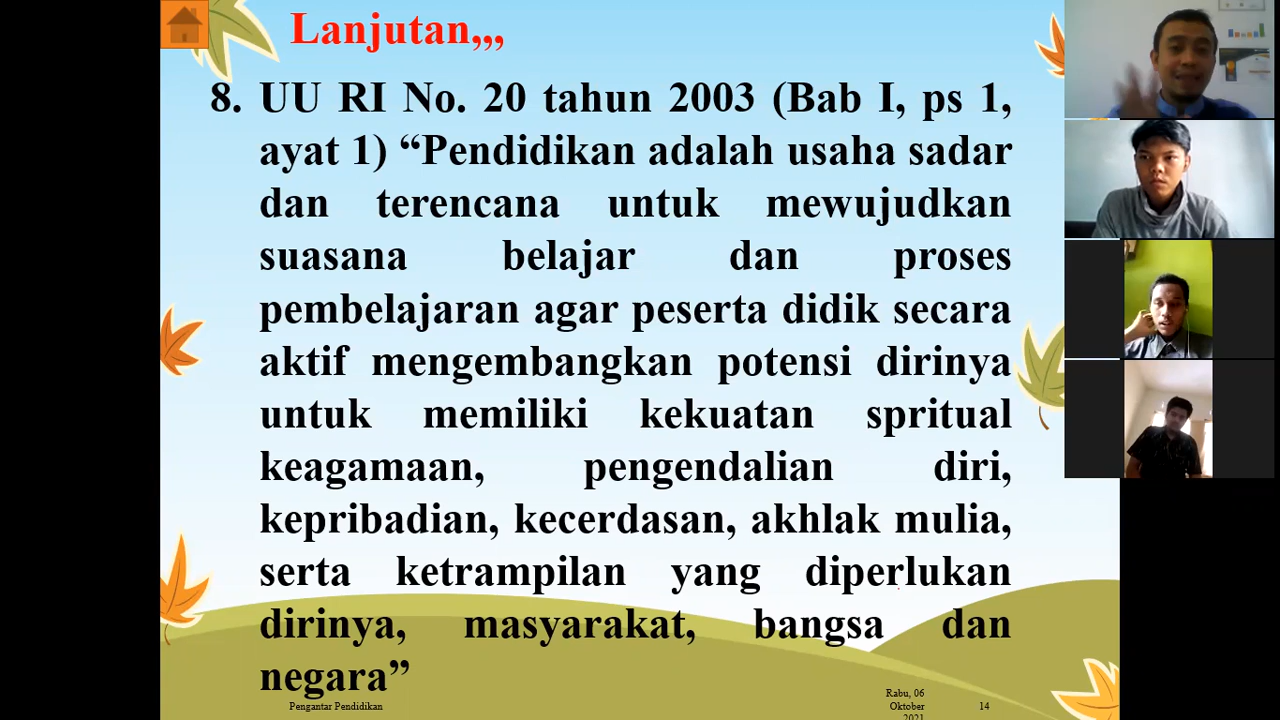 Lanjutan,,,
8. UU RI No. 20 tahun 2003 (Bab I, ps 1,
ayat 1) “Pendidikan adalah usaha sadar
dan terencana untuk mewujudkan
suasana belajar dan proses
pembelajaran agar peserta didik secara
aktif mengembangkan potensi dirinya
untuk memiliki kekuatan spritual
keagamaan, pengendalian diri,
kepribadian, kecerdasan, akhlak mulia,
serta ketrampilan yang diperlukan
dirinya, masyarakat, bangsa dan
negara”
Pengantar Pendidikan
Rabu, 06
Oktober
2021
14